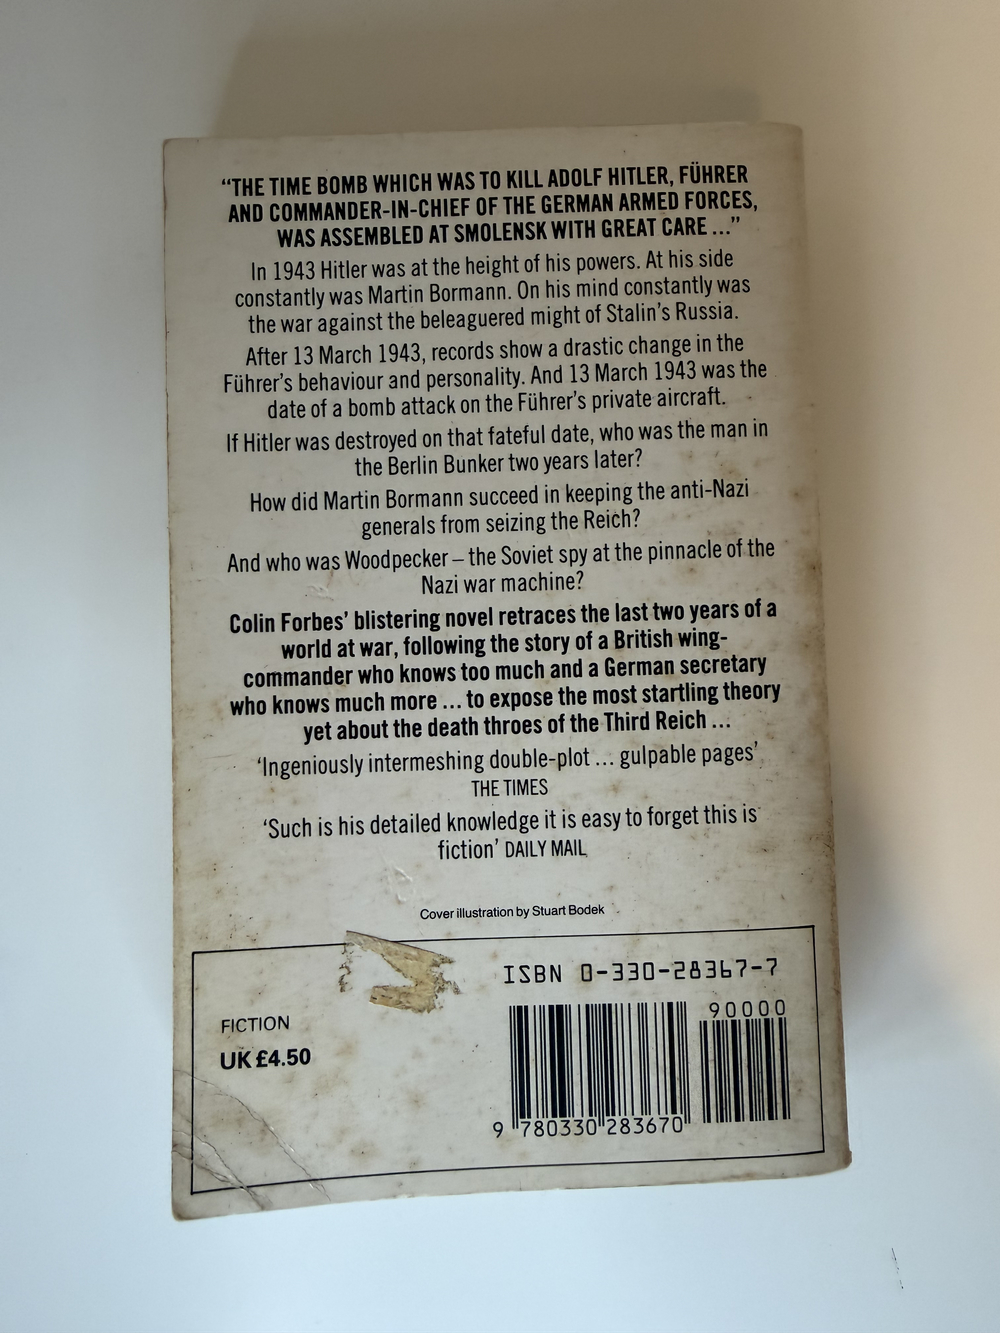 “THE TIME BOMB WHICH WAS TO KILL ADOLF HITLER, FÜHRER
AND COMMANDER-IN-CHIEF OF THE GERMAN ARMED FORCES,
WAS ASSEMBLED AT SMOLENSK WITH GREAT CARE ...”
In 1943 Hitler was at the height of his powers. At his side
constantly was Martin Bormann. On his mind constantly was
the war against the beleaguered might of Stalin’s Russia.
After 13 March 1943, records show a drastic change in the
Führer’s behaviour and personality. And 13 March 1943 was the
date of a bomb attack on the Führer’s private aircraft.
If Hitler was destroyed on that fateful date, who was the man in
the Berlin Bunker two years later?
How did Martin Bormann succeed in keeping the anti-Nazi
generals from seizing the Reich?
And who was Woodpecker – the Soviet spy at the pinnacle of the
Nazi war machine?
Colin Forbes’ blistering novel retraces the last two years of a
world at war, following the story of a British wing-
commander who knows too much and a German secretary
who knows much more ... to expose the most startling theory
yet about the death throes of the Third Reich ...
‘Ingeniously intermeshing double-plot ... gulpable pages’
THE TIMES
‘Such is his detailed knowledge it is easy to forget this is
fiction’ DAILY MAIL
Cover illustration by Stuart Bodek
ISBN 0-330-28367-7
90000
FICTION
UK £4.50
9 780330 283670